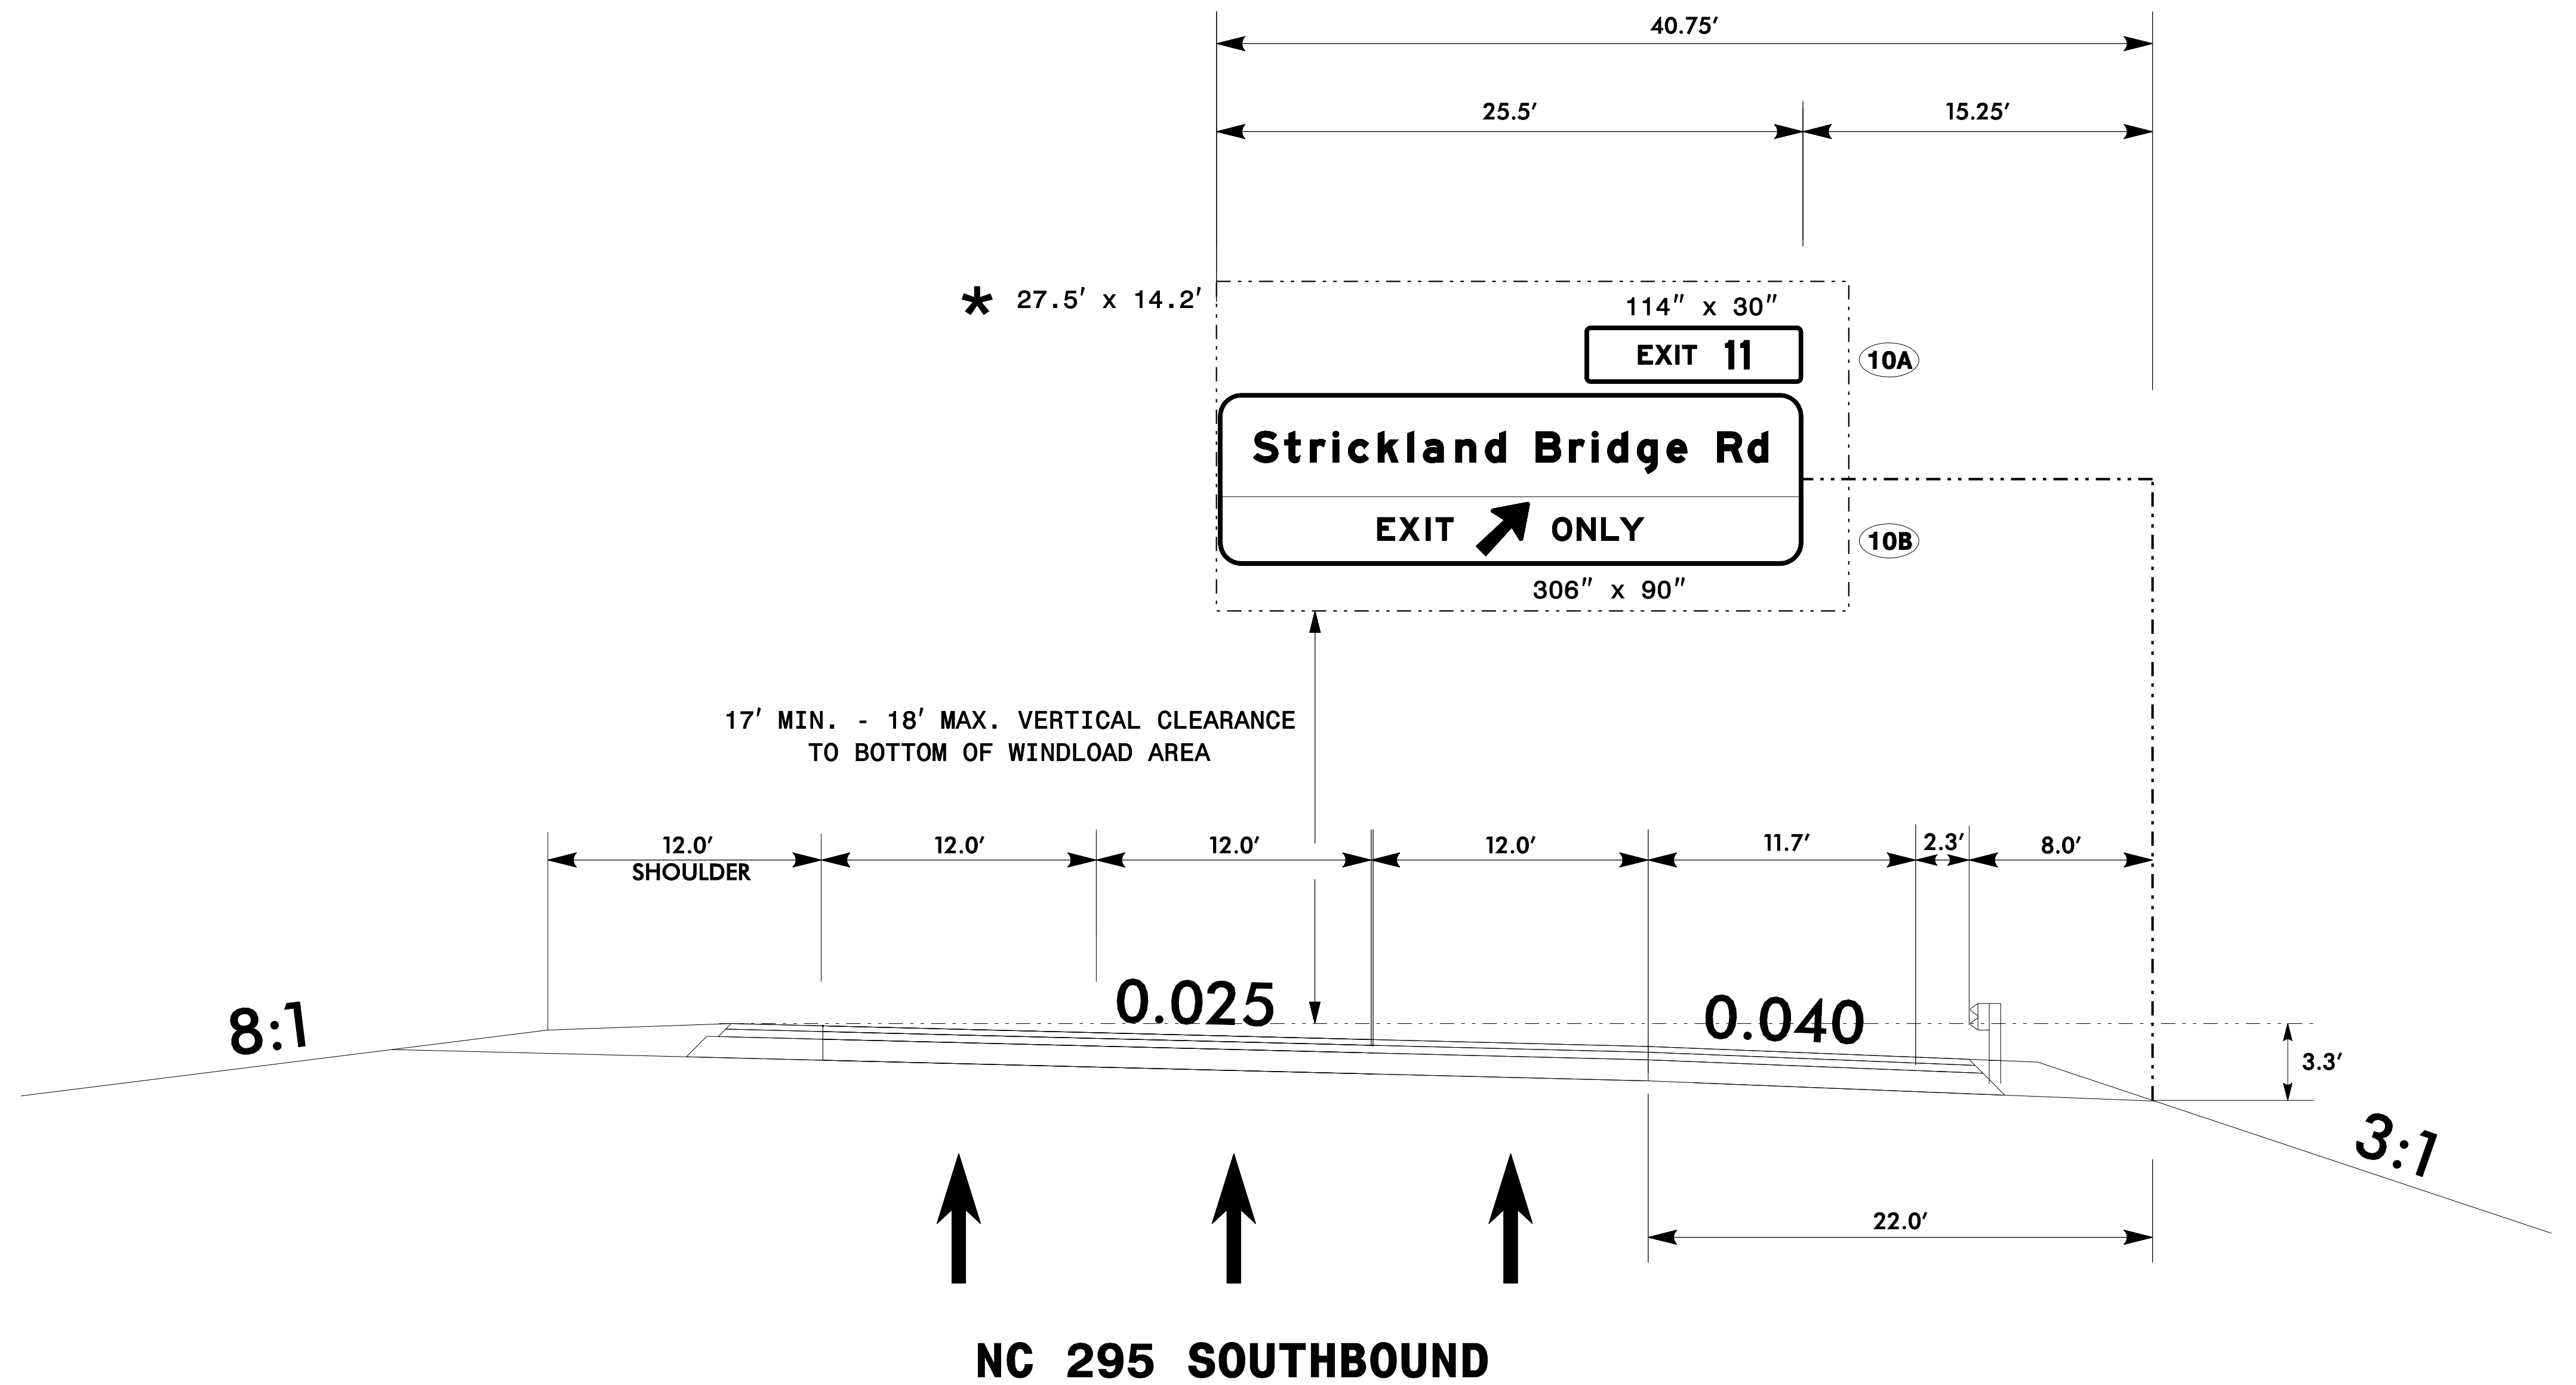 40.75'
25.5'
15.25'
* 27.5' x 14.2'
114" x 30"
EXIT 11
10A
Strickland Bridge Rd
EXIT ONLY
10B
306" x 90"
17' MIN. - 18' MAX. VERTICAL CLEARANCE
TO BOTTOM OF WINDLOAD AREA
12.0'
SHOULDER
12.0'
12.0'
12.0'
11.7'
2.3'
8.0'
8:1
0.025
0.040
3.3'
3:1
22.0'
NC 295 SOUTHBOUND